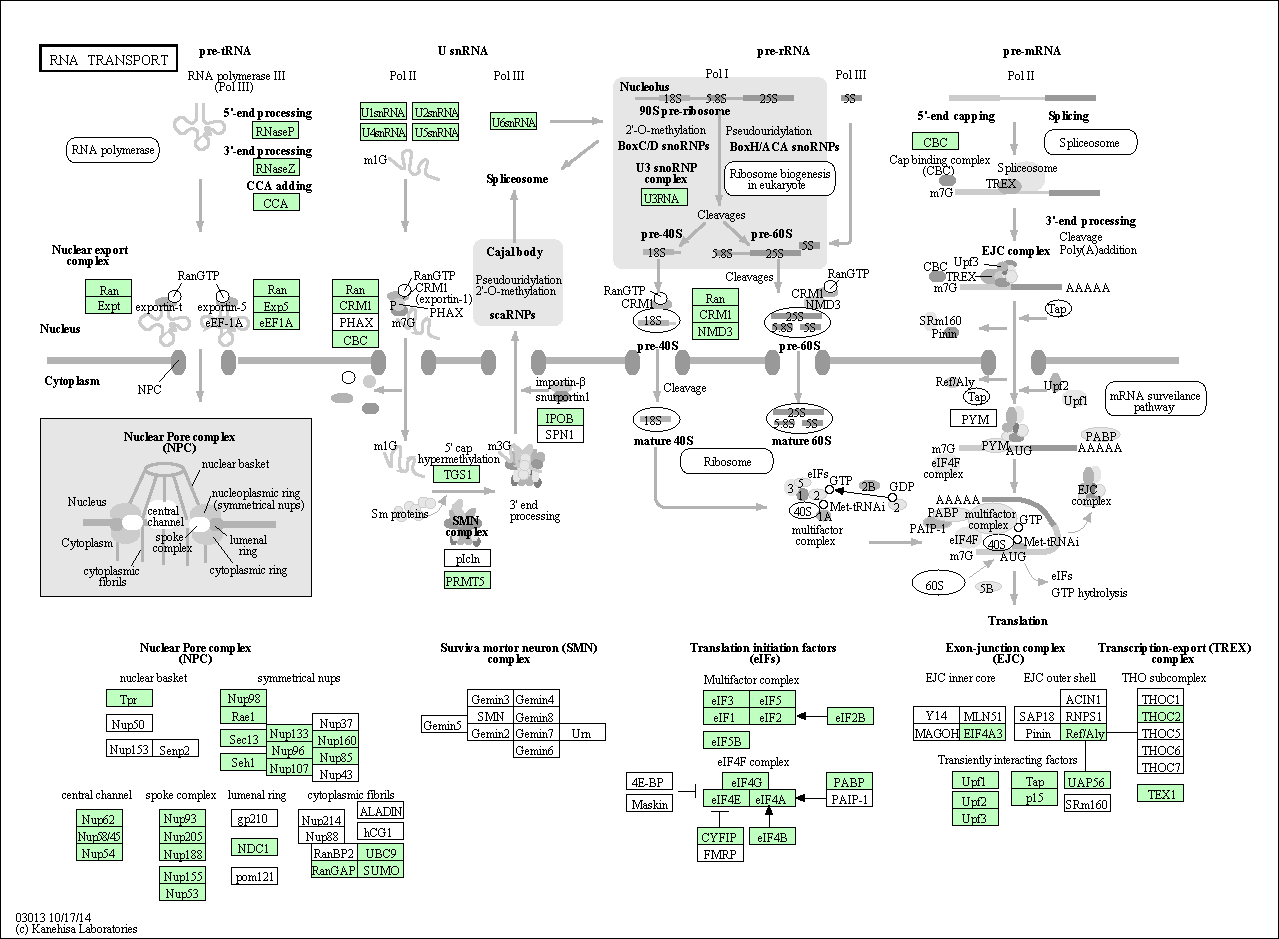 RNA TRANSPORT
pre-tRNA
U snRNA
pre-rRNA
pre-mRNA
RNA polymerase III
(Pol III)
Pol II
Pol III
Pol I
Pol III
Pol II
Nucleolus
18S
5.8S
25S
5S
5'-end processing
RNaseP
3'-end processing
RNaseZ
CCA adding
CCA
RNA polymerase
U1snRNA
U2snRNA
U4snRNA
U5snRNA
U6snRNA
m1G
Spliceosome
90S pre-ribosome
2'-O-methylation
Pseudouridylation
BoxC/D snoRNPs
BoxH/ACA snoRNPs
U3 snoRNP
complex
U3RNA
Ribosome biogenesis
in eukaryote
Cleavages
pre-40S
pre-60S
18S
5.8S
25S
5S
5'-end capping
Splicing
CBC
Spliceosome
Cap binding complex
(CBC)
Spliceosome
TREX
m7G
3'-end processing
Cleavage
Poly(A)addition
EJC complex
CBC
Upf3
TREX
m7G
AAAAA
Tap
SRm160
Pinin
Nuclear export
complex
Ran
Expt
RanGTP
exportin-t
exportin-5
eEF-1A
Ran
Exp5
eEF1A
Ran
CRM1
PHAX
CBC
RanGTP
CRM1
(exportin-1)
P
PHAX
m7G
Cajal body
Pseudouridylation
2'-O-methylation
scaRNPs
Cleavages
RanGTP
CRM1
18S
Ran
CRM1
NMD3
RanGTP
CRM1
NMD3
25S
5.8S
5S
Nucleus
Cytoplasm
NPC
pre-40S
pre-60S
importin-β
snurportin1
IPOB
SPN1
Cleavage
18S
mature 40S
25S
5.8S
5S
mature 60S
Ref/Aly
Tap
Upf2
Upf1
mRNA surveilance
pathway
PYM
PYM
AUG
PABP
m7G
AAAAA
eIF4F
complex
Nuclear Pore complex
(NPC)
nuclear basket
Nucleus
nucleoplasmic ring
(symmetrical nups)
central
channel
spoke
complex
Cytoplasm
lumenal
ring
cytoplasmic
fibrils
cytoplasmic ring
m1G
5' cap
hypermethylation
TGS1
m3G
Sm proteins
SMN
complex
pIcln
PRMT5
3' end
processing
Ribosome
eIFs
3
5
1
2
GTP
2B
GDP
2
40S
1A
Met-tRNAi
multifactor
complex
EJC
complex
AAAAA
PABP
PAIP-1
multifactor
complex
GTP
eIF4F
40S
Met-tRNAi
m7G
AUG
60S
5B
eIFs
GTP hydrolysis
Translation
Nuclear Pore complex
(NPC)
nuclear basket
symmetrical nups
Tpr
Nup50
Nup153
Senp2
Nup98
Rae1
Sec13
Seh1
Nup133
Nup96
Nup107
Nup37
Nup160
Nup85
Nup43
central channel
spoke complex
lumenal ring
cytoplasmic fibrils
Nup62
Nup58/45
Nup54
Nup93
Nup205
Nup188
Nup155
Nup53
gp210
NDC1
pom121
Nup214
Nup88
RanBP2
RanGAP
ALADIN
hCG1
UBC9
SUMO
Surviva mortor neuron (SMN)
complex
Gemin5
Gemin3
Gemin4
SMN
Gemin8
Gemin2
Gemin7
Gemin6
Urn
Translation initiation factors
(eIFs)
Multifactor complex
eIF3
eIF5
eIF1
eIF2
eIF2B
eIF5B
eIF4F complex
4E-BP
Maskin
eIF4G
eIF4E
eIF4A
PABP
PAIP-1
CYFIP
FMRP
eIF4B
Exon-junction complex
(EJC)
EJC inner core
EJC outer shell
Y14
MLN51
MAGOH
EIF4A3
ACIN1
SAP18
RNPS1
Pinin
Ref/Aly
Transiently interacting factors
Upf1
Upf2
Upf3
Tap
p15
UAP56
SRm160
Transcription-export (TREX)
complex
THO subcomplex
THOC1
THOC2
THOC5
THOC6
THOC7
TEX1
03013 10/17/14
(c) Kanehisa Laboratories